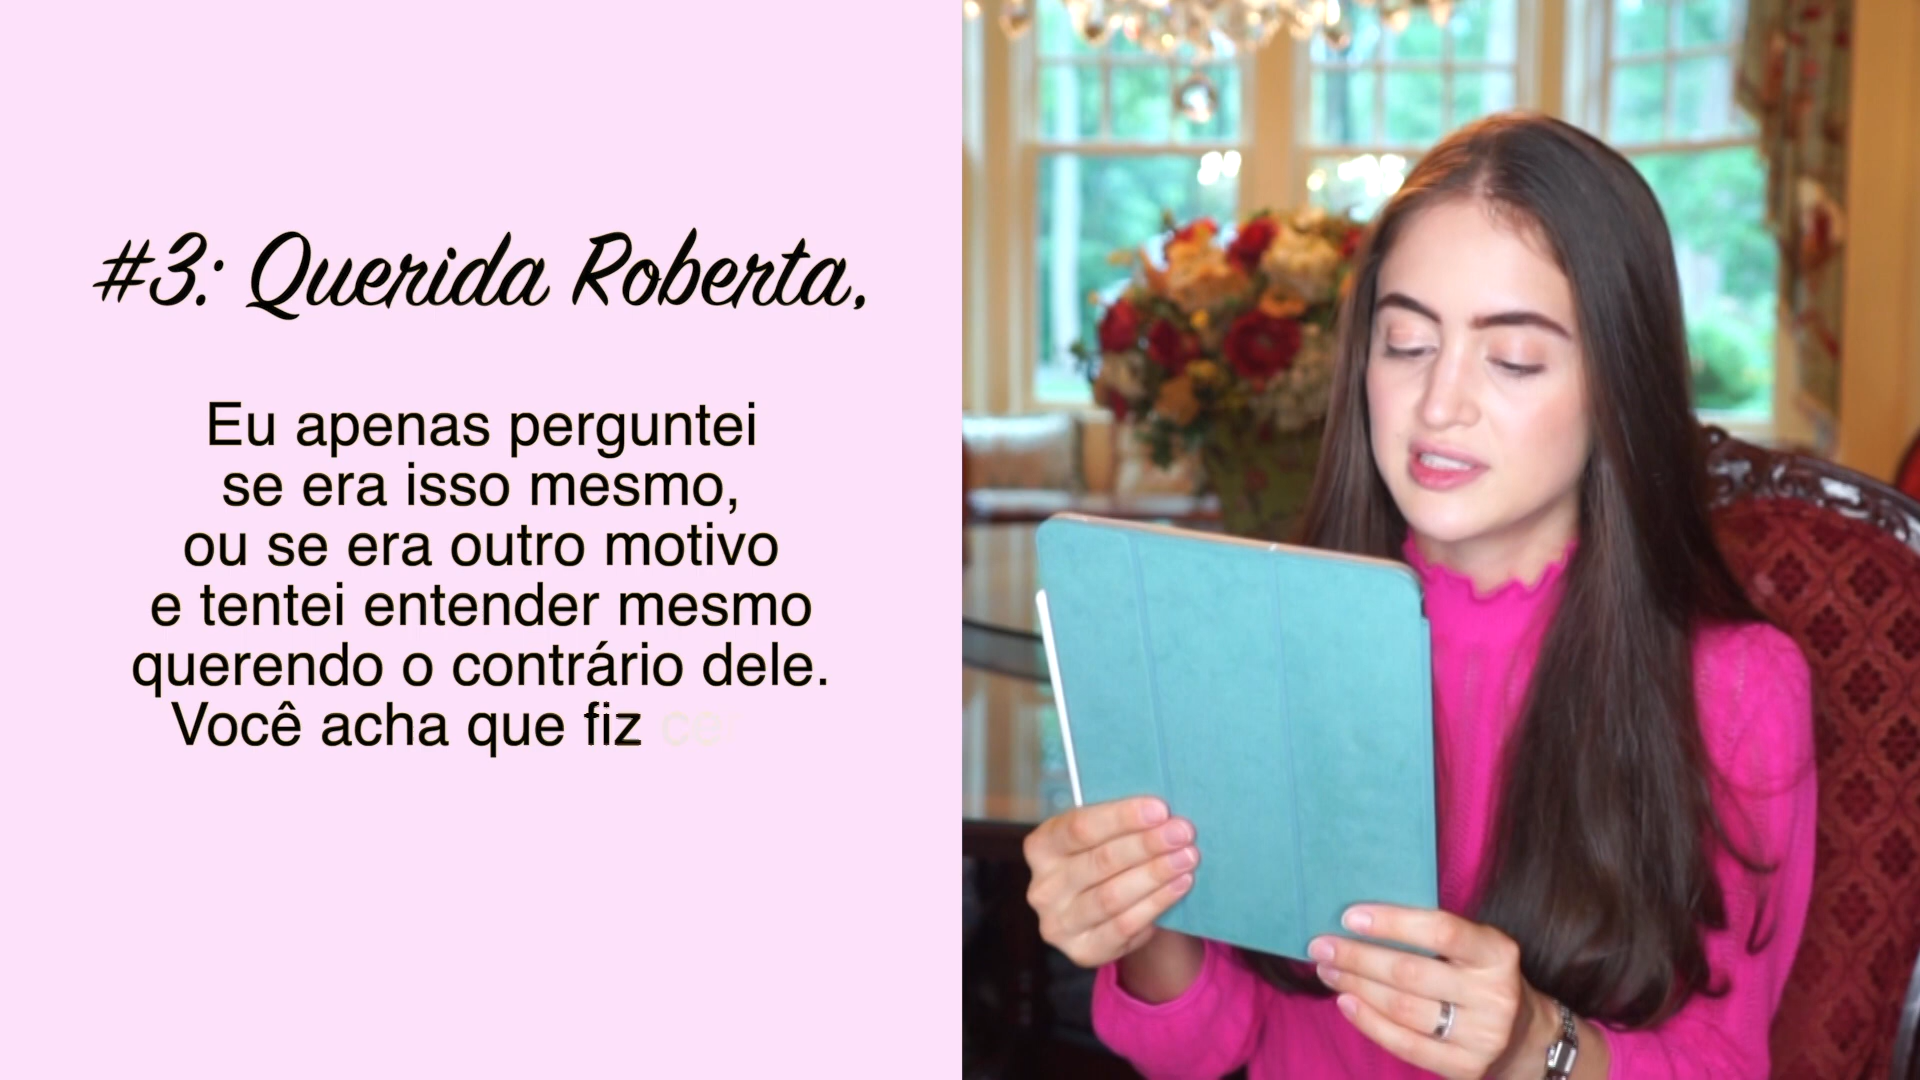 #3: Querida Roberta,
Eu apenas perguntei
se era isso mesmo,
ou se era outro motivo
e tentei entender mesmo
querendo o contrário dele.
Você acha que fiz